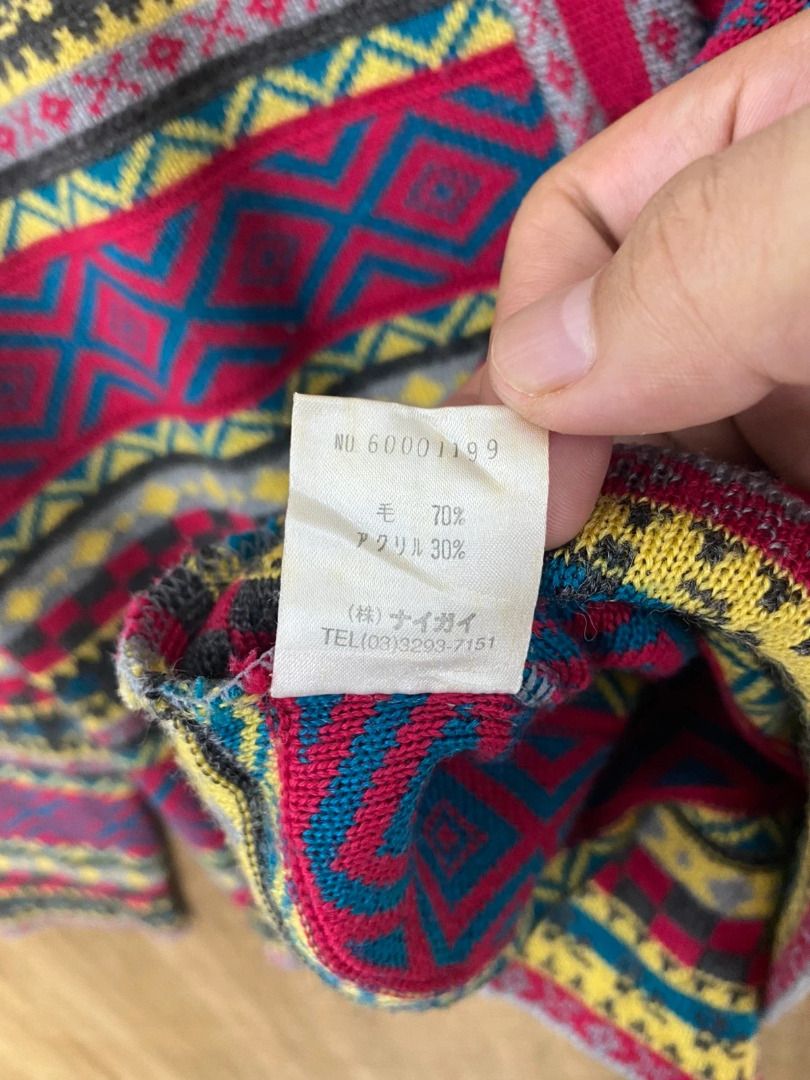 NO 60001199
毛 70%
アクリル 30%
(株) ナイガイ
TEL(03)3293-7151